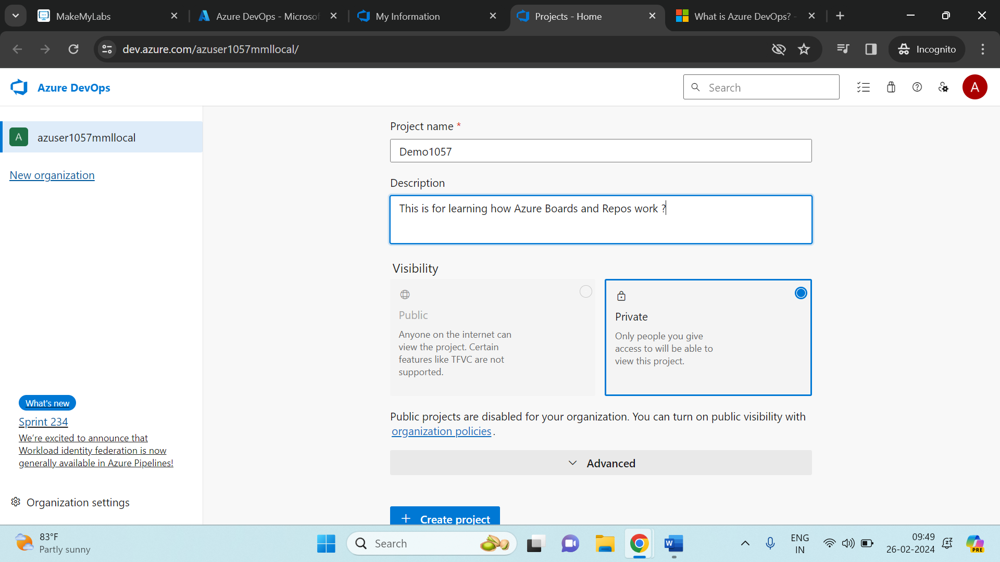 MakeMyLabs
Azure DevOps - Microsof
My Information
Projects - Home
What is Azure DevOps? -
dev.azure.com/azuser1057mmllocal/
Incognito
Azure DevOps
Search
A
A
azuser1057mmllocal
New organization
Project name *
Demo1057
Description
This is for learning how Azure Boards and Repos work ?
Visibility
Public
Anyone on the internet can
view the project. Certain
features like TFVC are not
supported.
Private
Only people you give
access to will be able to
view this project.
Public projects are disabled for your organization. You can turn on public visibility with
organization policies.
Advanced
Create project
What's new
Sprint 234
We're excited to announce that
Workload identity federation is now
generally available in Azure Pipelines!
Organization settings
83°F
Partly sunny
Search
W
ENG
IN
09:49
26-02-2024
PRE